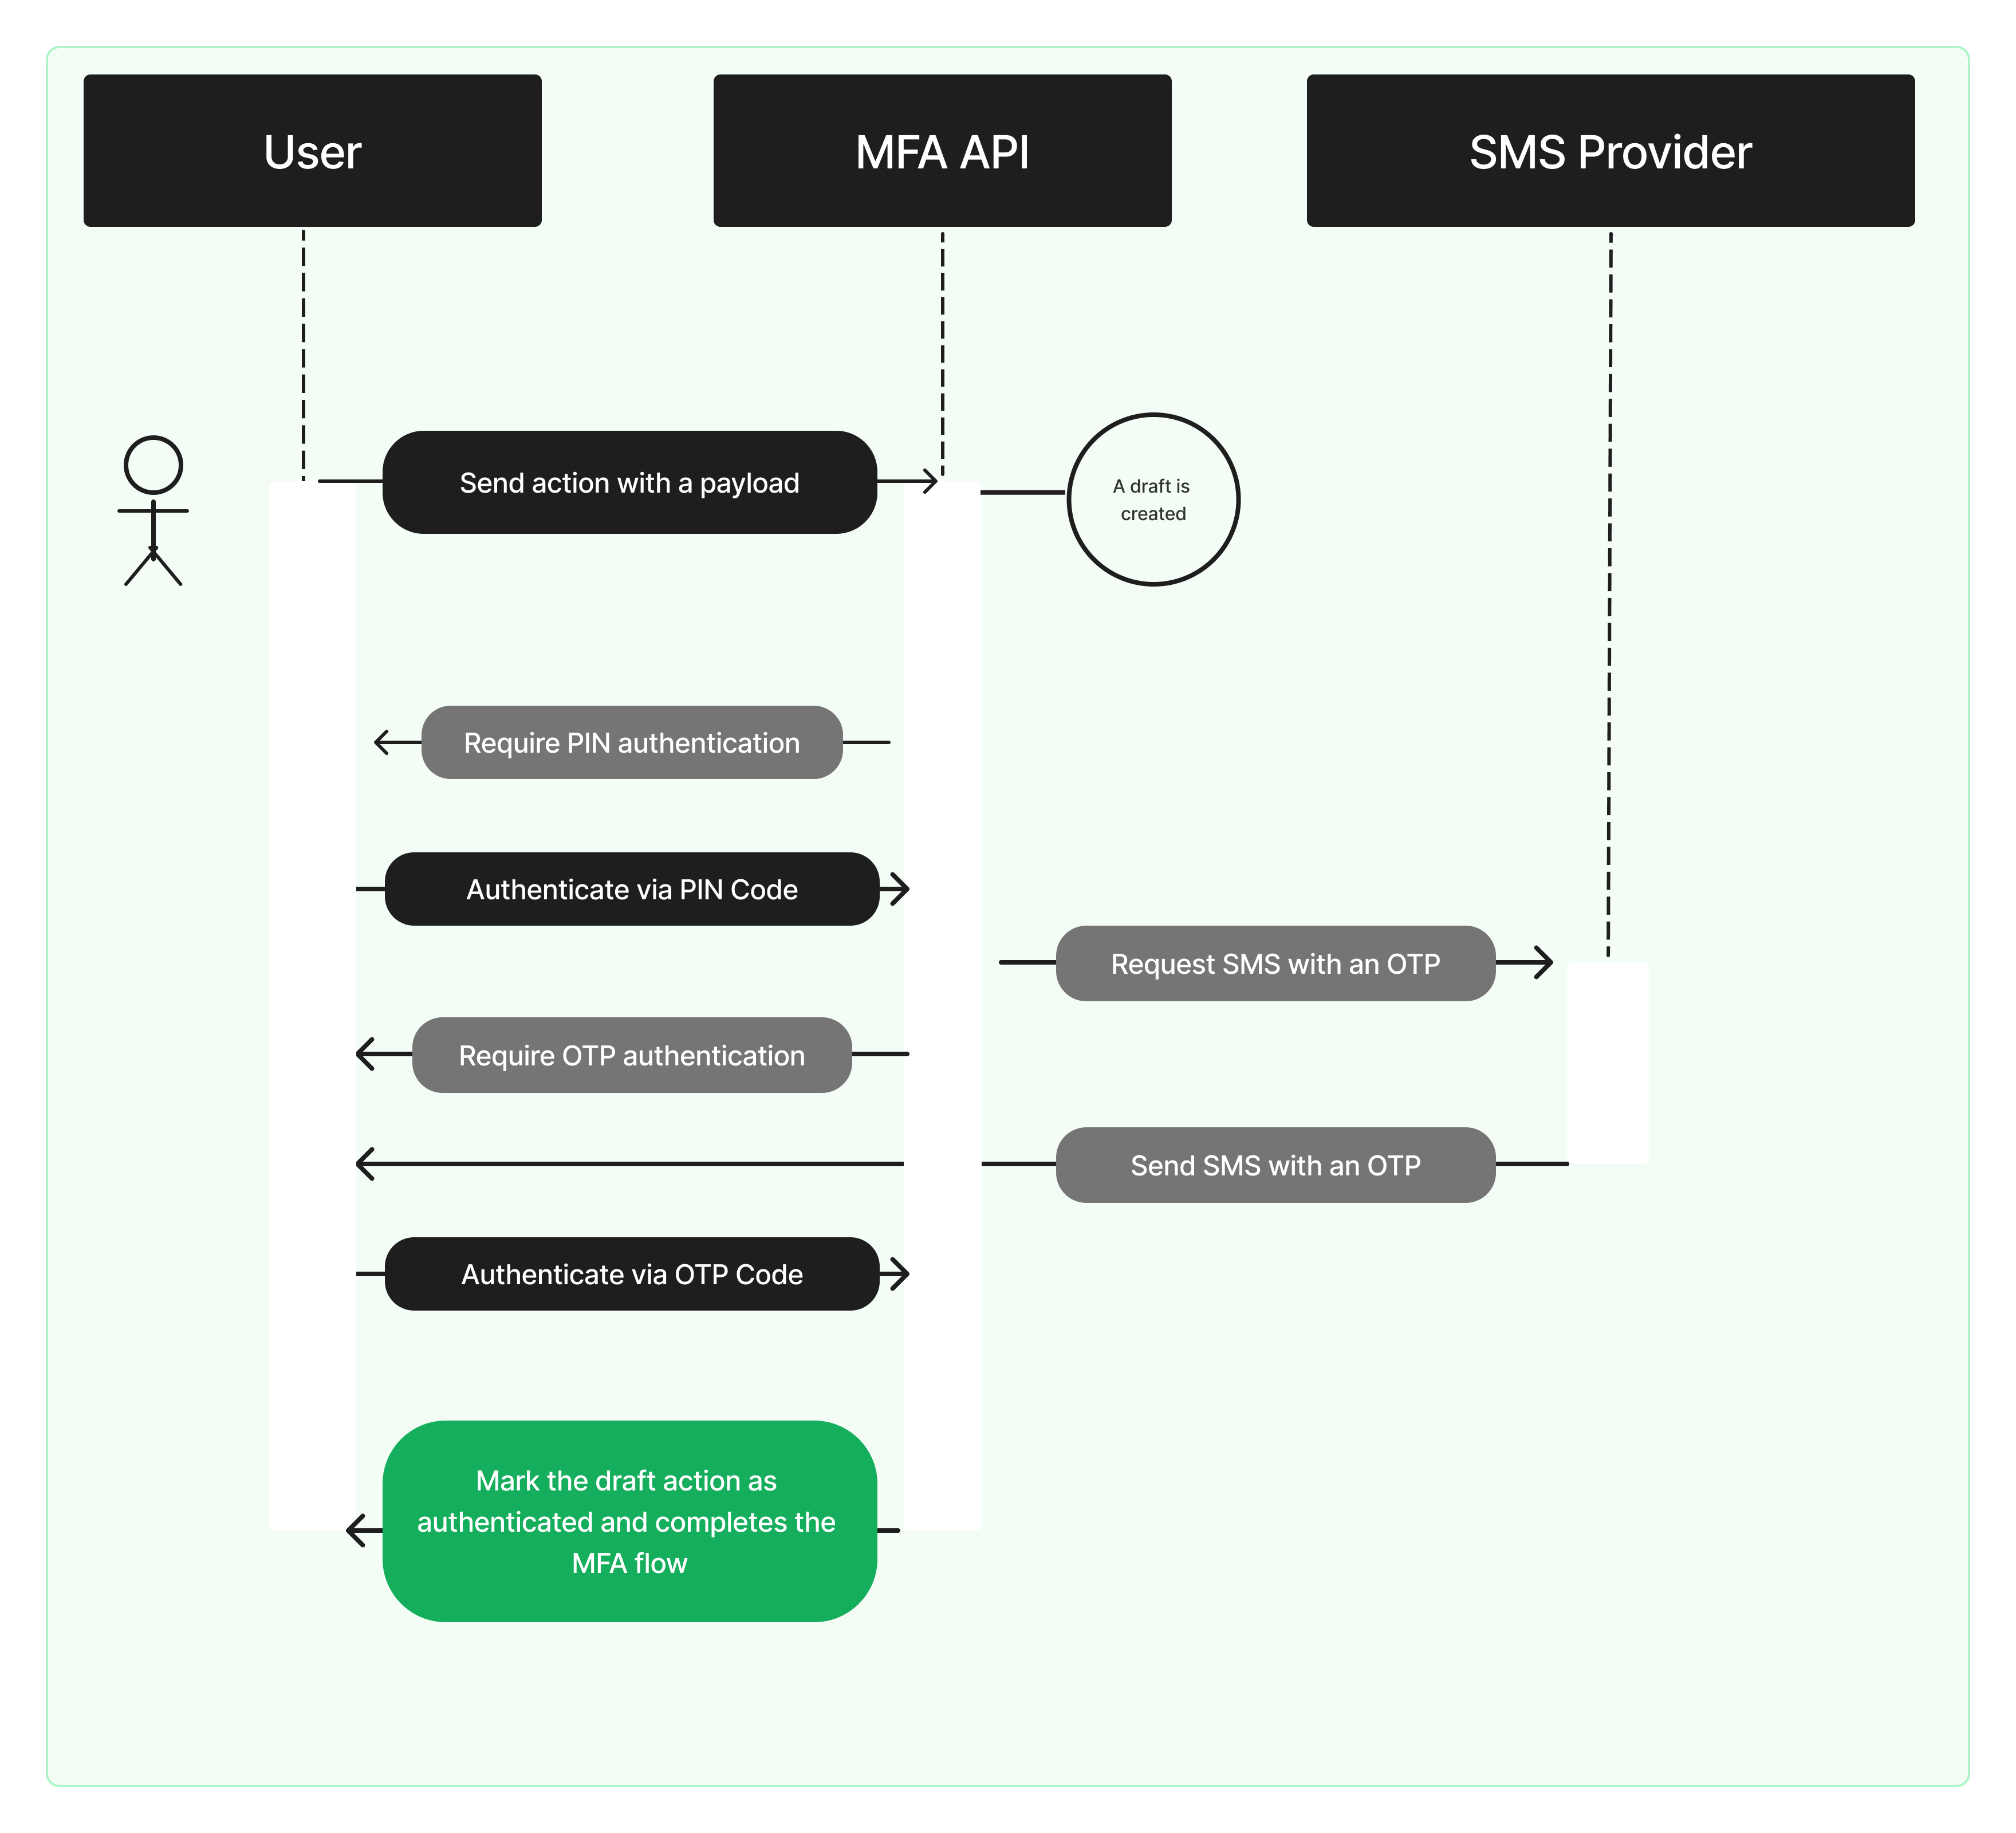 User
MFA API
SMS Provider
Send action with a payload
A draft is
created
Require PIN authentication
Authenticate via PIN Code
Request SMS with an OTP
Require OTP authentication
Send SMS with an OTP
Authenticate via OTP Code
Mark the draft action as
authenticated and completes the
MFA flow